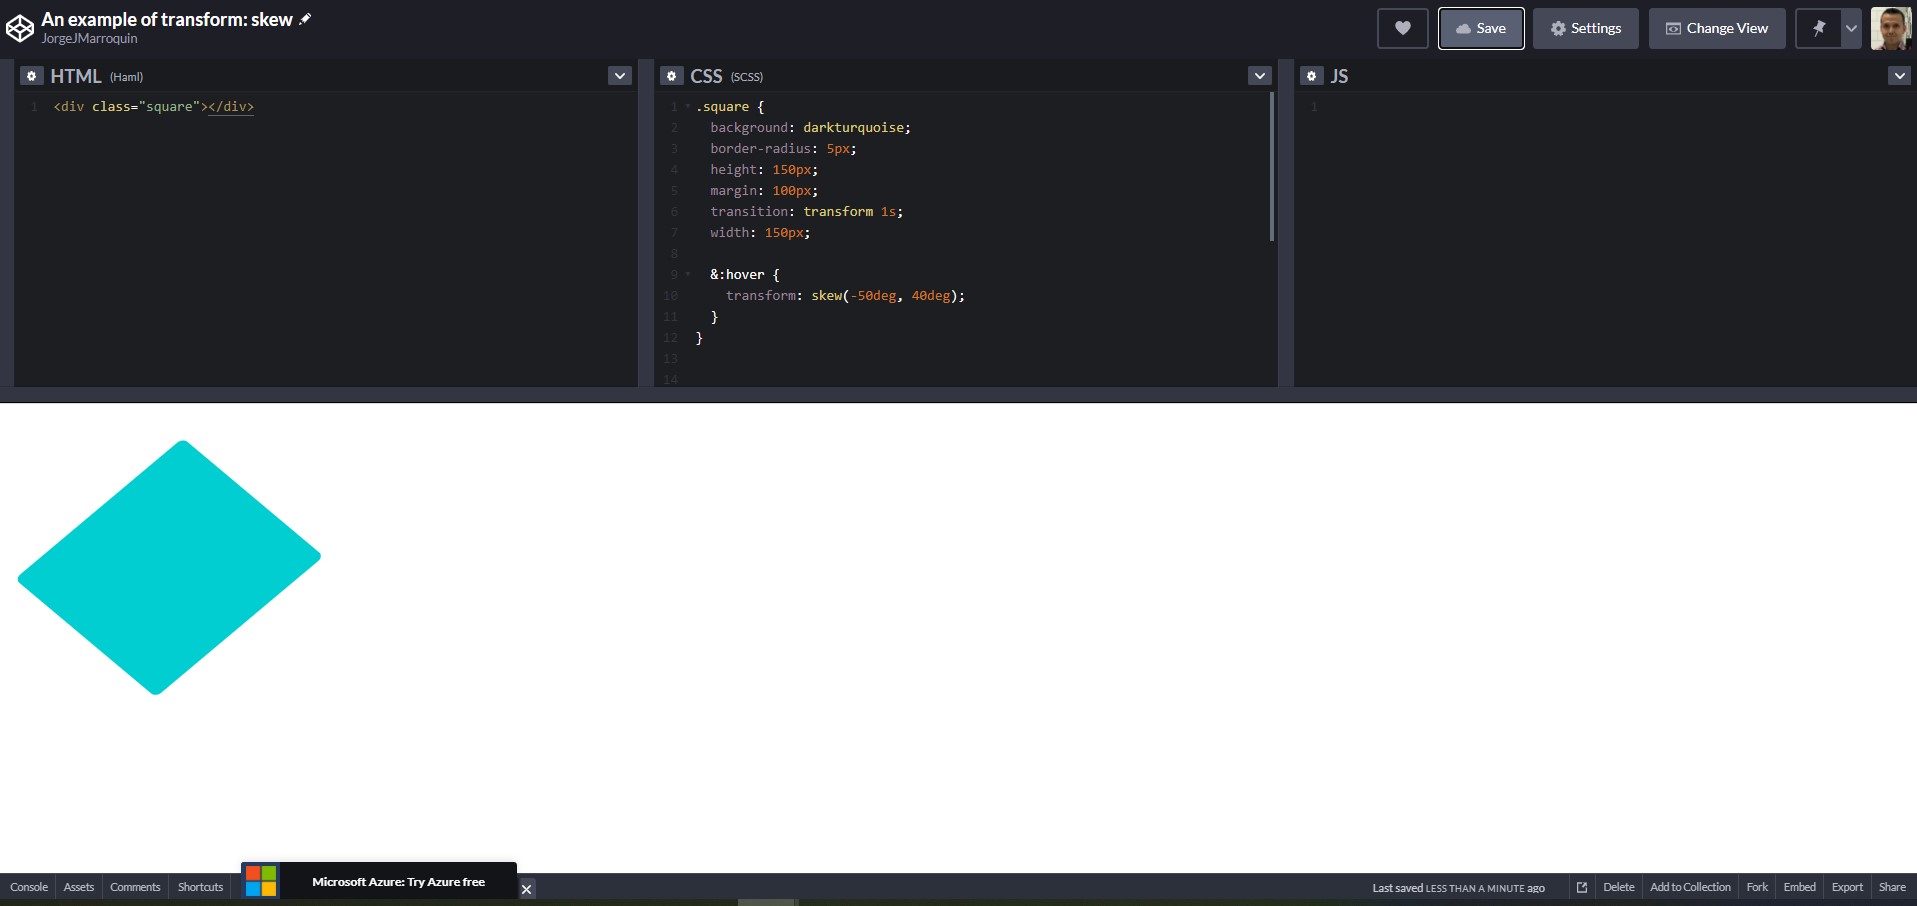 An example of transform: skew
JorgeJMarroquin
Save
Settings
Change View
HTML (Haml)
1 <div class="square"></div>
CSS (SCSS)
1 .square {
2 background: darkturquoise;
3 border-radius: 5px;
4 height: 150px;
5 margin: 100px;
6 transition: transform 1s;
7 width: 150px;
8
9 &:hover {
10 transform: skew(-50deg, 40deg);
11 }
12 }
13
14
JS
1
Console Assets Comments Shortcuts
Microsoft Azure: Try Azure free
Last saved LESS THAN A MINUTE ago
Delete Add to Collection Fork Embed Export Share